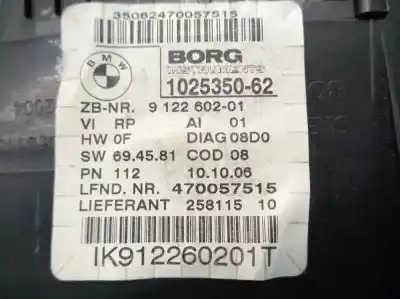 35062470057515
BMW
BORG
INSTRUMENTS
1025350-62
ZB-NR. 9 122 602-01
VI RP AI 01
HW 0F DIAG 08D0
SW 69.45.81 COD 08
PN 112 10.10.06
LFND. NR. 470057515
LIEFERANT 258115 10
IK912260201T